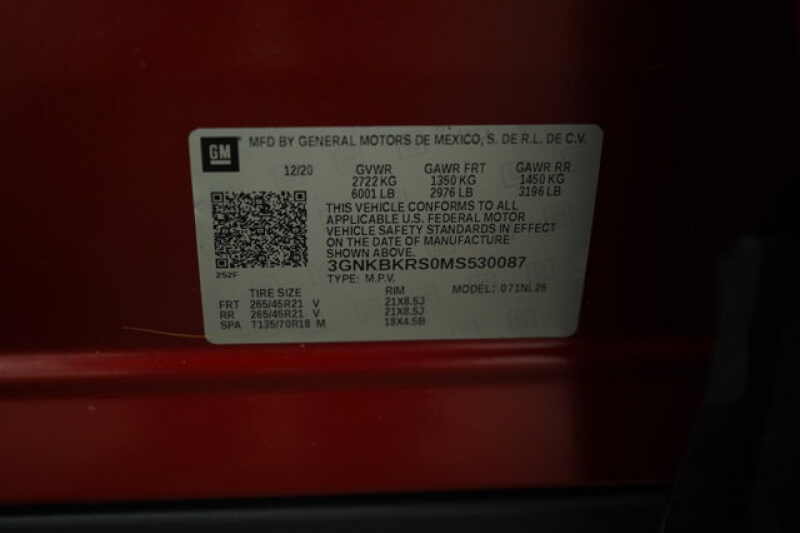 GM MFD BY GENERAL MOTORS DE MEXICO, S. DE R.L. DE C.V.
12/20 GVWR GAWR FRT GAWR RR
2722 KG 1350 KG 1450 KG
6001 LB 2976 LB 3196 LB
THIS VEHICLE CONFORMS TO ALL
APPLICABLE U.S. FEDERAL MOTOR
VEHICLE SAFETY STANDARDS IN EFFECT
ON THE DATE OF MANUFACTURE
SHOWN ABOVE.
3GNKBKRS0MS530087
2S2F TYPE: M.P.V.
TIRE SIZE RIM MODEL: 071NL26
FRT 265/45R21 V 21X8.5J
RR 265/45R21 V 21X8.5J
SPA T135/70R18 M 18X4.5B